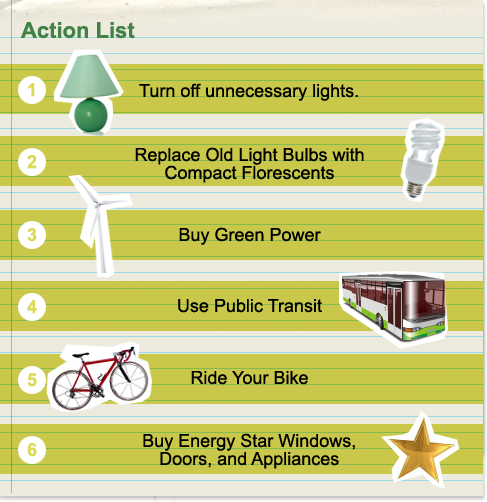 Action List
1
Turn off unnecessary lights.
2
Replace Old Light Bulbs with
Compact Florescents
3
Buy Green Power
4
Use Public Transit
5
Ride Your Bike
6
Buy Energy Star Windows,
Doors, and Appliances